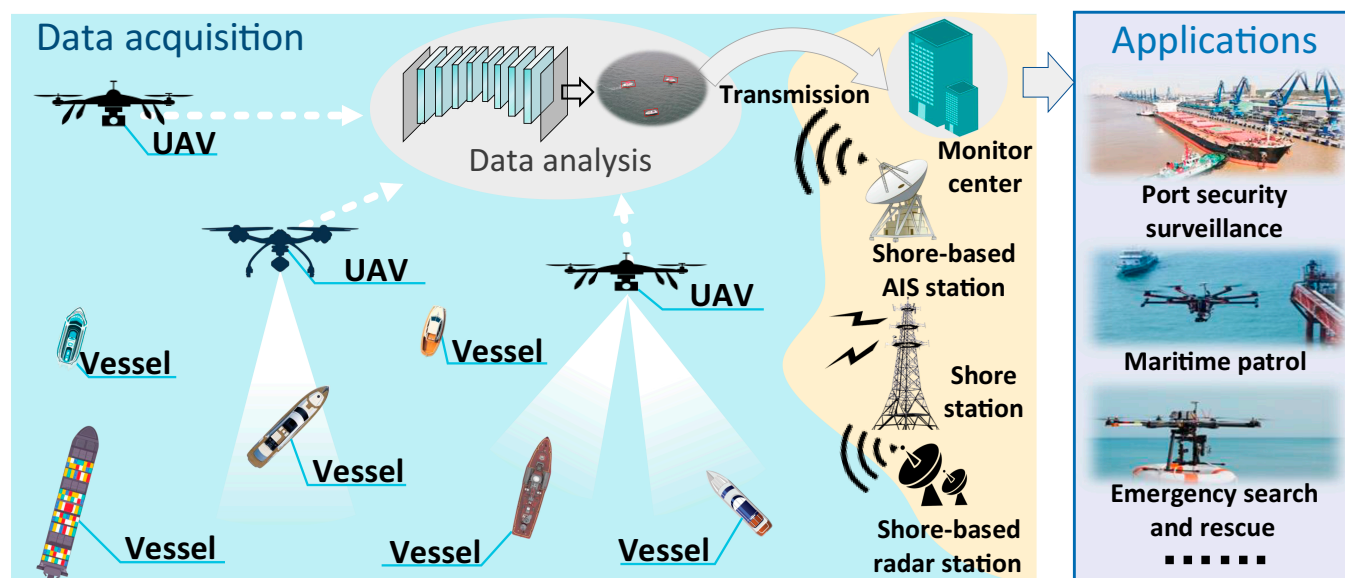 Data acquisition
UAV
UAV
UAV
Data analysis
Transmission
Monitor
center
Shore-based
AIS station
Shore
station
Shore-based
radar station
Vessel
Vessel
Vessel
Vessel
Vessel
Vessel
Applications
Port security
surveillance
Maritime patrol
Emergency search
and rescue
......